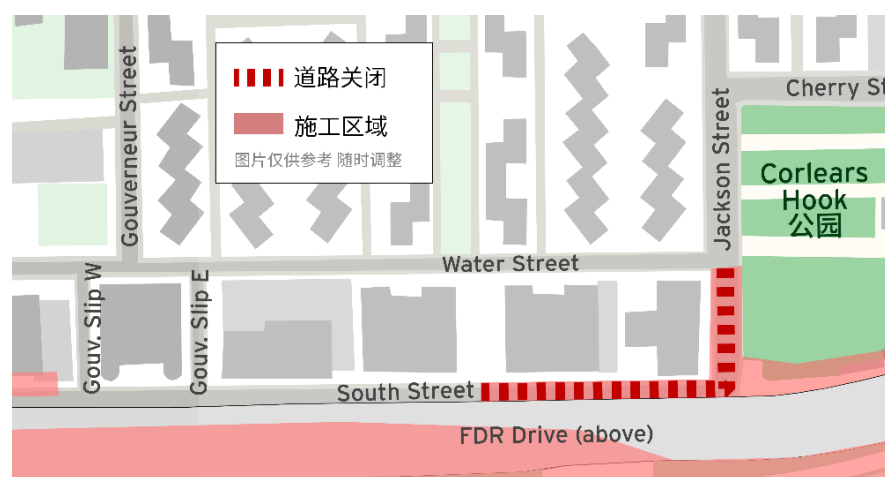 道路关闭
施工区域
图片仅供参考 随时调整
Gouverneur Street
Jackson Street
Cherry St
Corlears
Hook
公园
Water Street
Gouv. Slip W
Gouv. Slip E
South Street
FDR Drive (above)